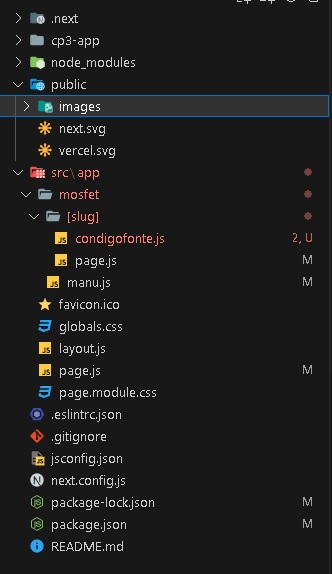 .next
cp3-app
node_modules
public
images
next.svg
vercel.svg
src\app
mosfet
[slug]
condigofonte.js 2, U
page.js M
manu.js M
favicon.ico
globals.css
layout.js
page.js M
page.module.css
.eslintrc.json
.gitignore
jsconfig.json
next.config.js
package-lock.json M
package.json M
README.md